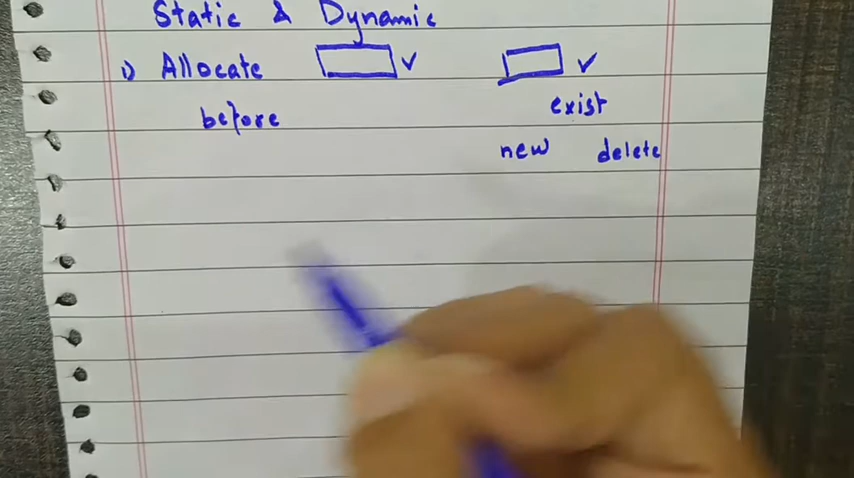 Static & Dynamic
1) Allocate ✓ ✓
before exist
new delete